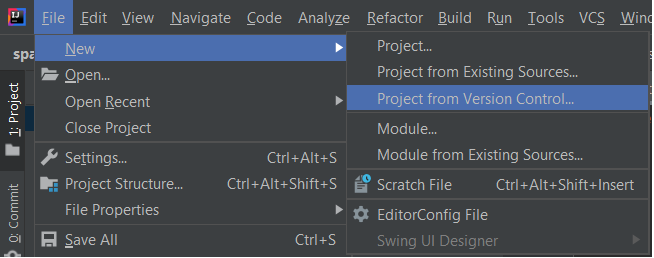 IJ File Edit View Navigate Code Analyze Refactor Build Run Tools VCS
spa
New
Open...
Open Recent
Close Project
Settings... Ctrl+Alt+S
Project Structure... Ctrl+Alt+Shift+S
File Properties
Save All Ctrl+S
Project...
Project from Existing Sources...
Project from Version Control...
Module...
Module from Existing Sources...
Scratch File Ctrl+Alt+Shift+Insert
EditorConfig File
Swing UI Designer
1: Project
0: Commit